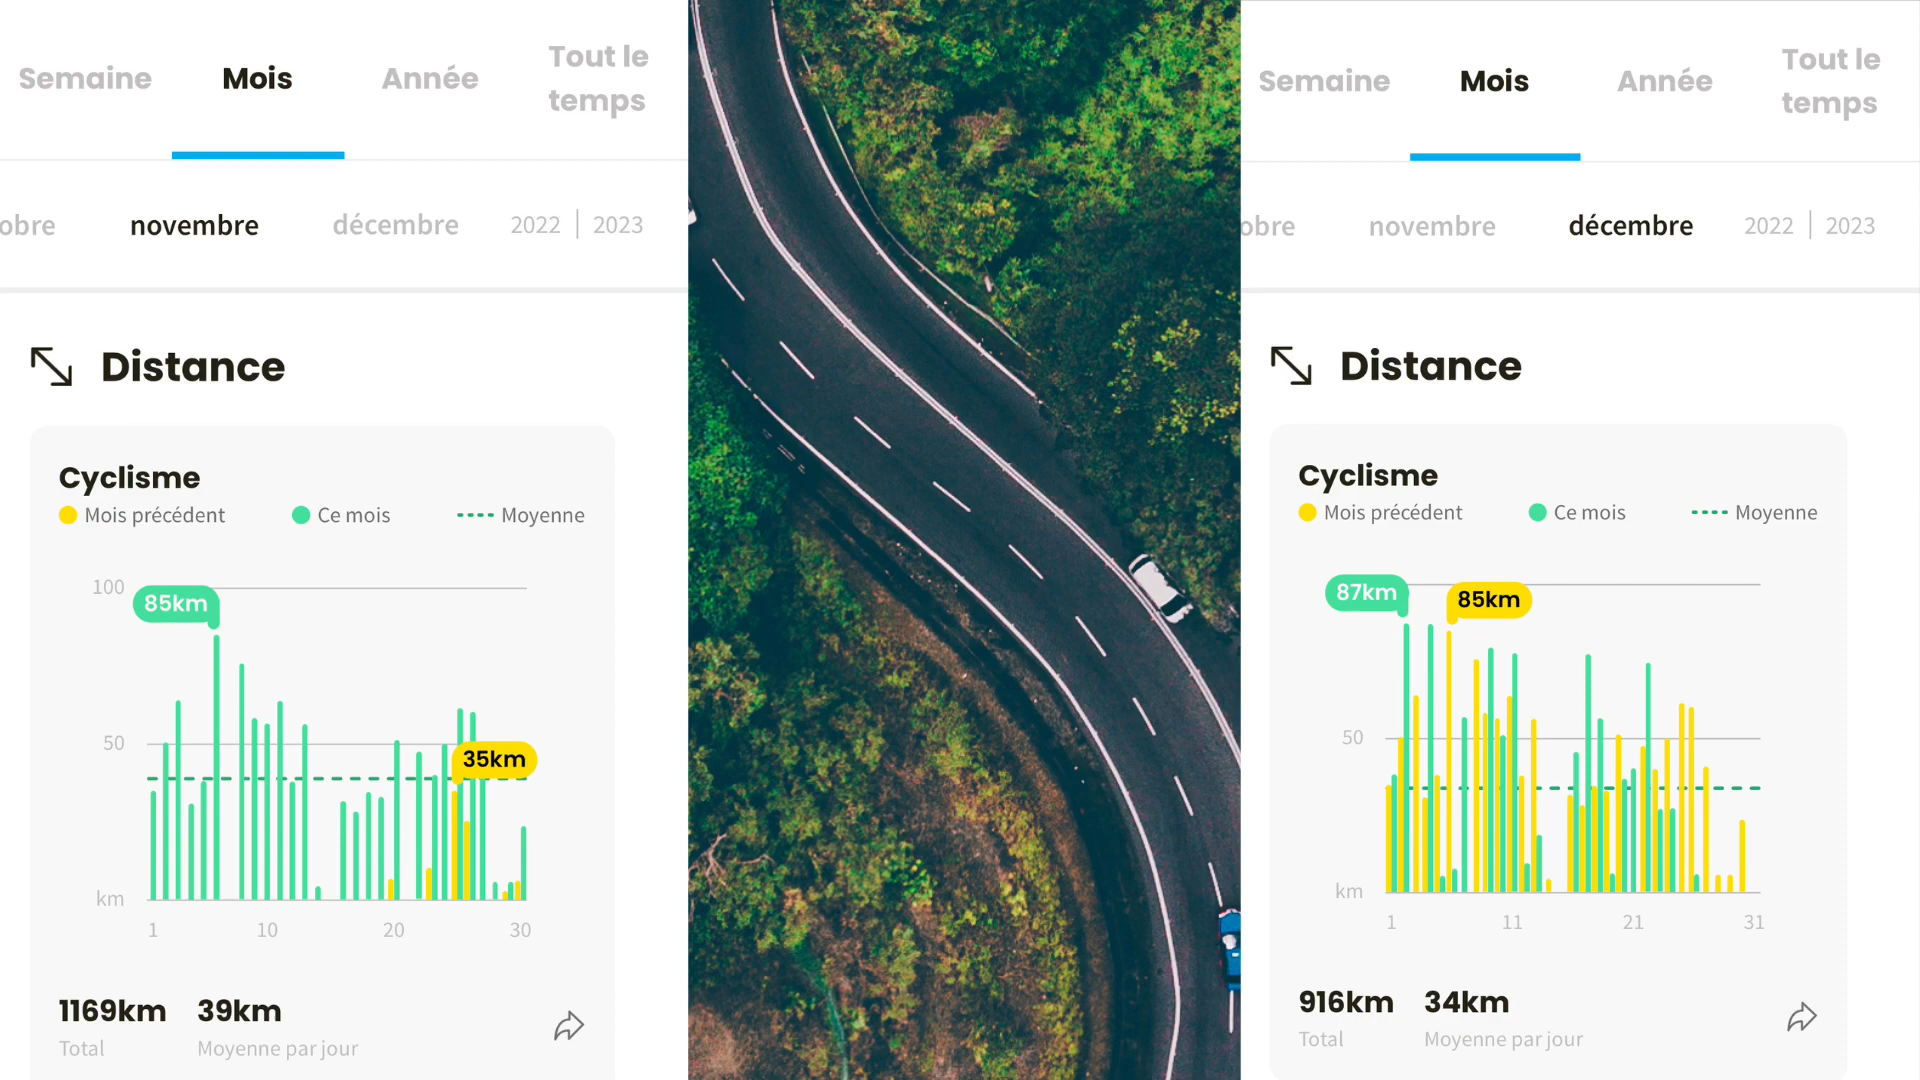 Semaine
Mois
Année
Tout le
temps
obre
novembre
décembre
2022 | 2023
Distance
Cyclisme
Mois précédent
Ce mois
Moyenne
100
85km
50
35km
km
1
10
20
30
1169km
39km
Total
Moyenne par jour
Semaine
Mois
Année
Tout le
temps
obre
novembre
décembre
2022 | 2023
Distance
Cyclisme
Mois précédent
Ce mois
Moyenne
87km
85km
50
km
1
11
21
31
916km
34km
Total
Moyenne par jour